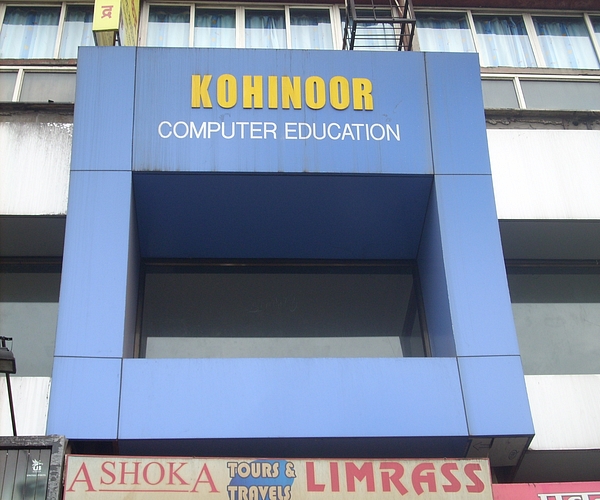 KOHINOOR
COMPUTER EDUCATION
ASHOKA TOURS & TRAVELS LIMRASS